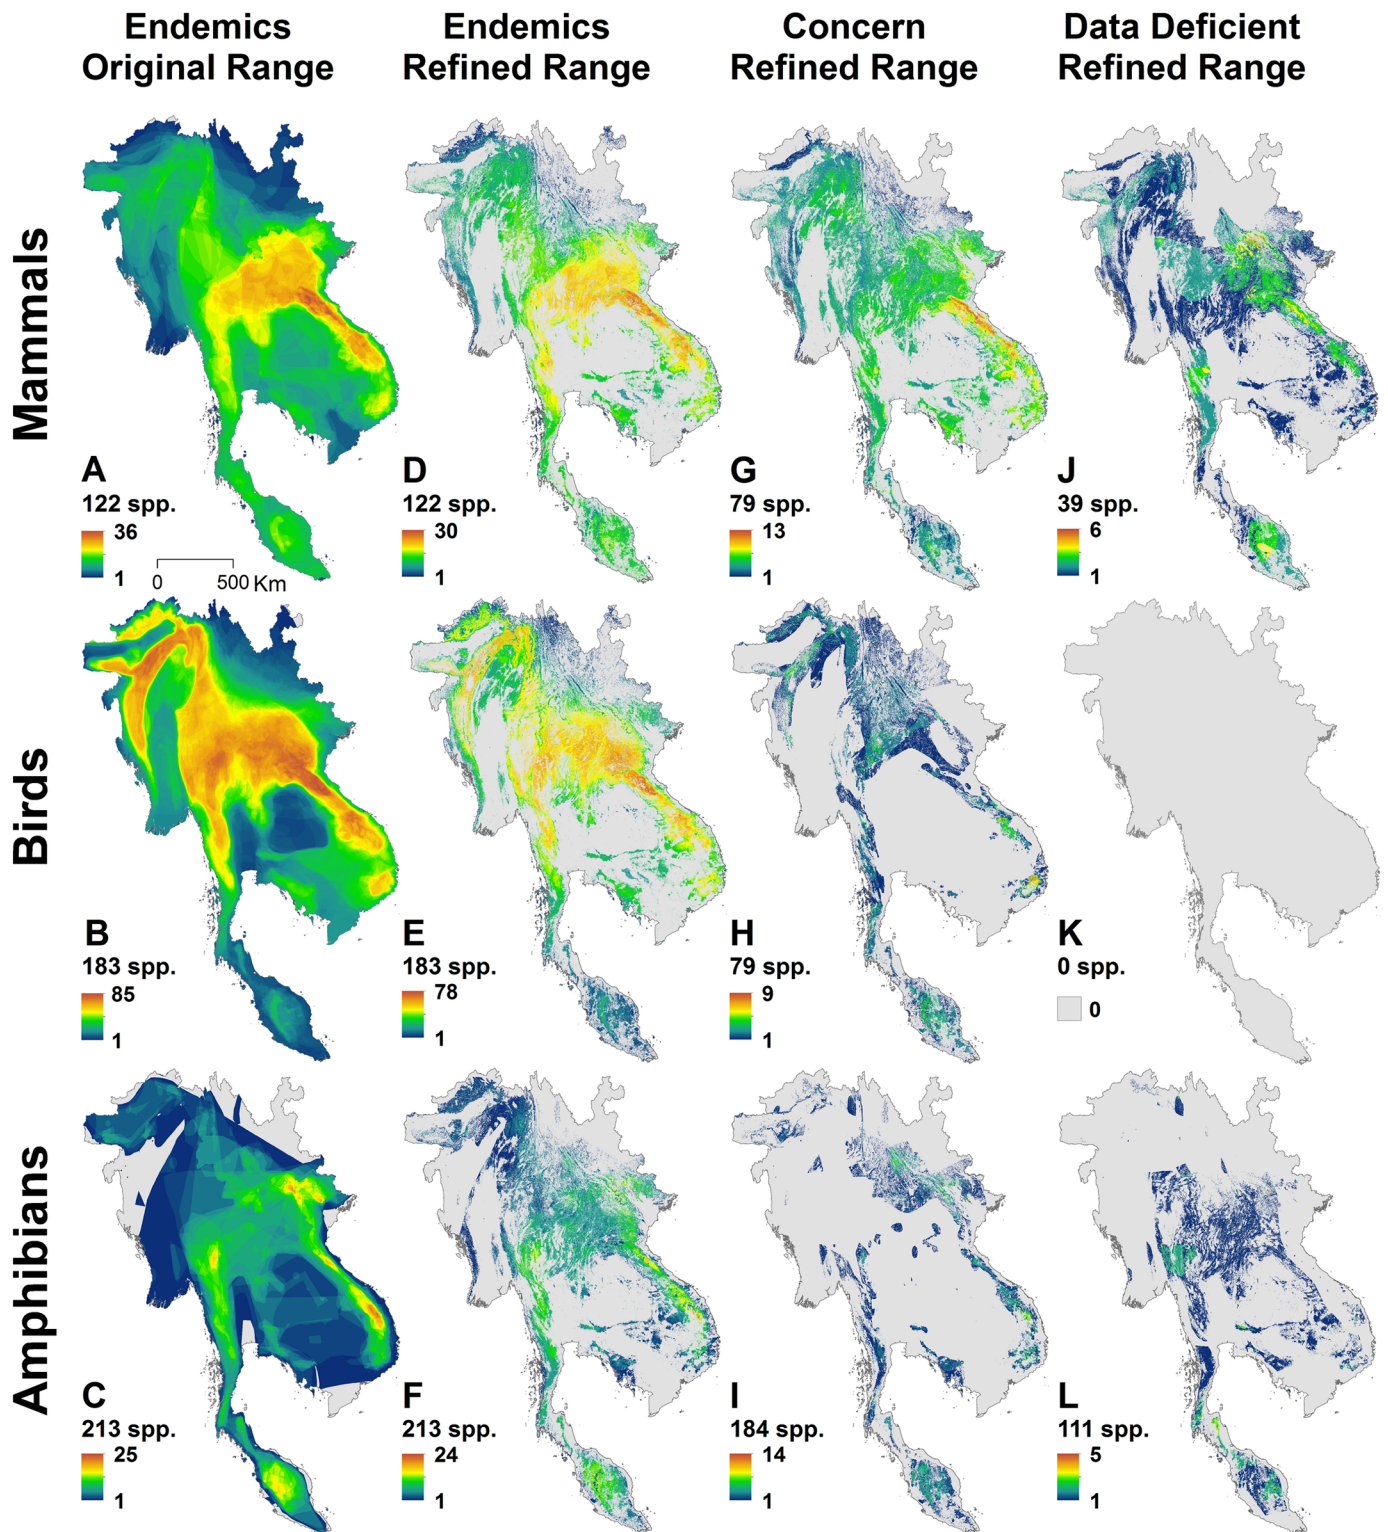 Endemics
Original Range
Endemics
Refined Range
Concern
Refined Range
Data Deficient
Refined Range
Mammals
A
122 spp.
36
1
0 500 Km
D
122 spp.
30
1
G
79 spp.
13
1
J
39 spp.
6
1
Birds
B
183 spp.
85
1
E
183 spp.
78
1
H
79 spp.
9
1
K
0 spp.
0
Amphibians
C
213 spp.
25
1
F
213 spp.
24
1
I
184 spp.
14
1
L
111 spp.
5
1